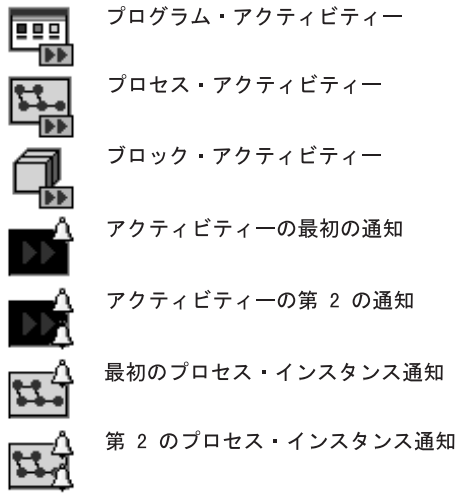 プログラム・アクティビティー
プロセス・アクティビティー
ブロック・アクティビティー
アクティビティーの最初の通知
アクティビティーの第 2 の通知
最初のプロセス・インスタンス通知
第 2 のプロセス・インスタンス通知